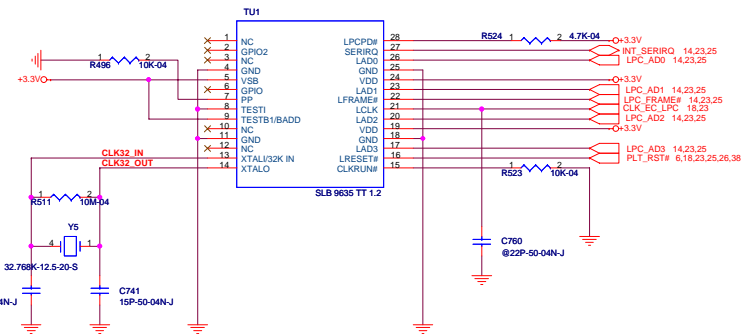 TU1
1 NC LPCPD# 28 R524 1 2 4.7K-04 +3.3V
2 GPIO2 SERIRQ 27 INT_SERIRQ 14,23,25
3 NC LAD0 26 LPC_AD0 14,23,25
1 2 R496 10K-04
4 GND GND 25
+3.3V 5 VSB VDD 24 +3.3V
6 GPIO LAD1 23 LPC_AD1 14,23,25
7 PP LFRAME# 22 LPC_FRAME# 14,23,25
8 TESTI LCLK 21 CLK_EC_LPC 18,23
9 TESTB1/BADD LAD2 20 LPC_AD2 14,23,25
10 NC VDD 19 +3.3V
11 GND GND 18
12 NC LAD3 17 LPC_AD3 14,23,25
CLK32_IN 13 XTALI/32K IN LRESET# 16 PLT_RST# 6,18,23,25,26,38
CLK32_OUT 14 XTALO CLKRUN# 15 R523 1 2 10K-04
SLB 9635 TT 1.2
1 2
R511 10M-04
Y5
4 1
32.768K-12.5-20-S
C760
@22P-50-04N-J
C741
15P-50-04N-J
4N-J